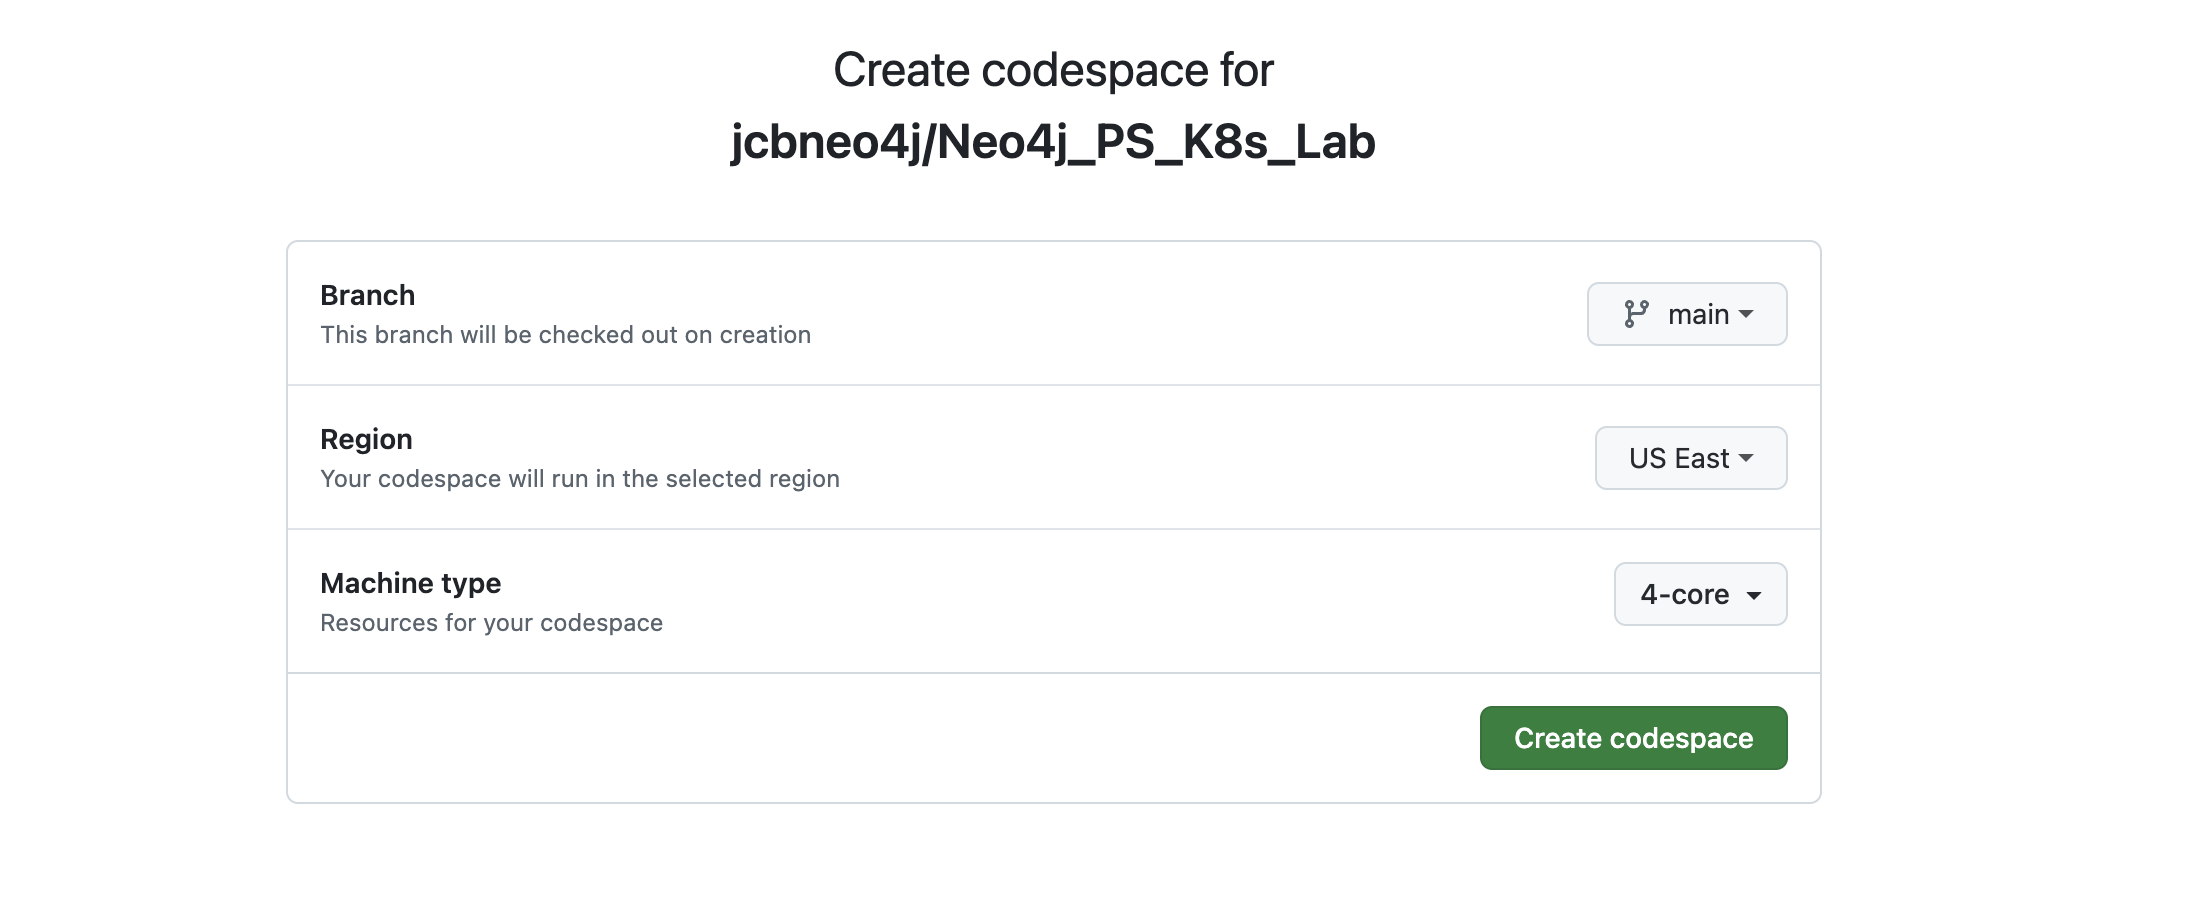 Create codespace for
jcbneo4j/Neo4j_PS_K8s_Lab
Branch
This branch will be checked out on creation
main
Region
Your codespace will run in the selected region
US East
Machine type
Resources for your codespace
4-core
Create codespace